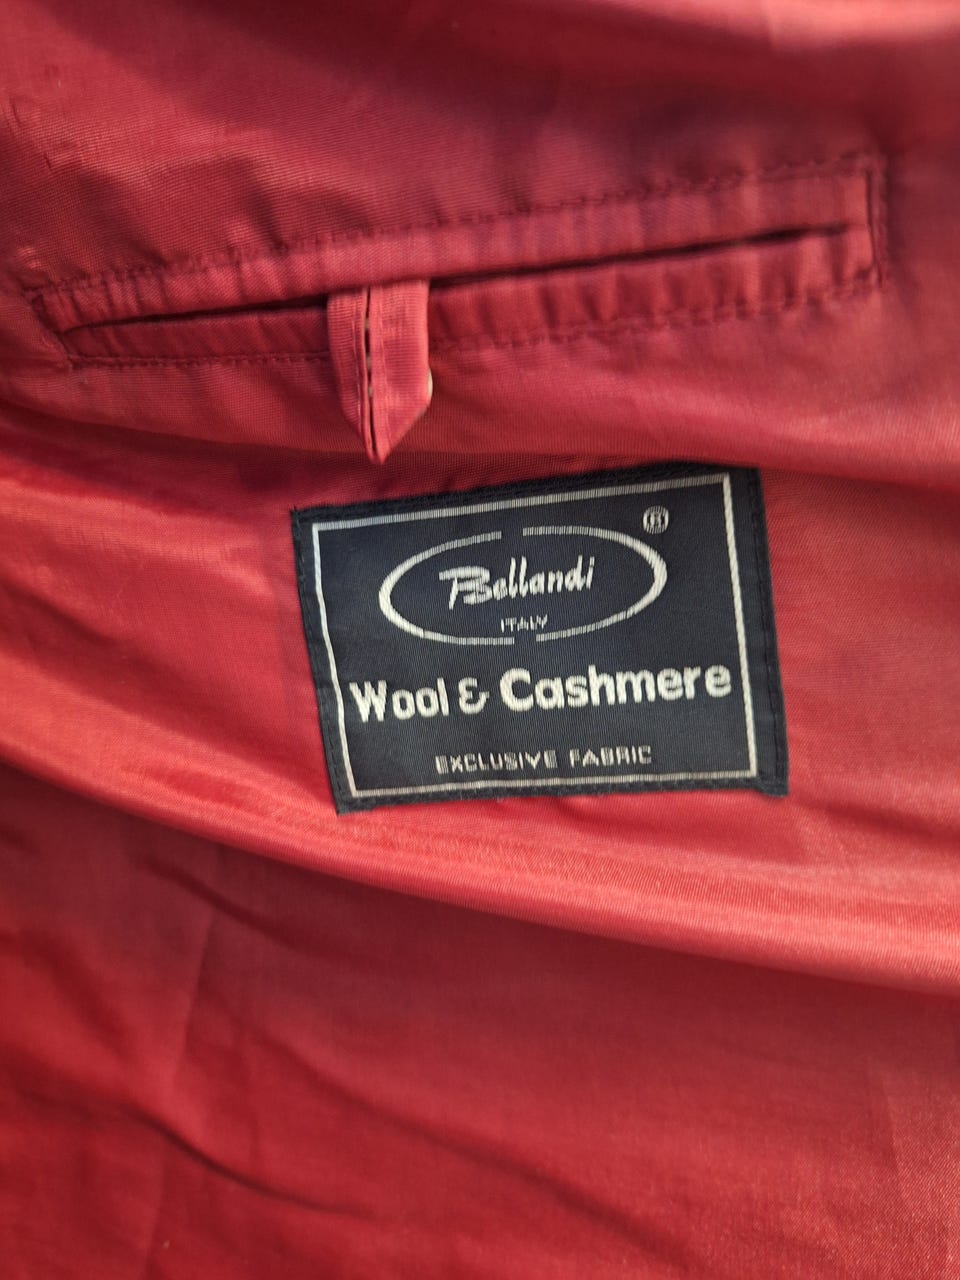 ®
Bellandi
ITALY
Wool & Cashmere
EXCLUSIVE FABRIC